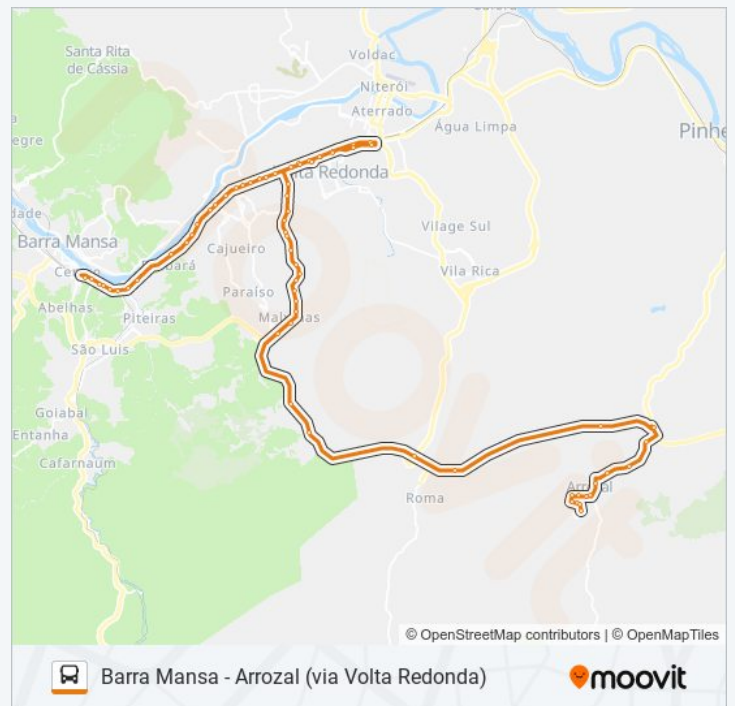 Santa Rita
de Cássia
Voldac
Niterói
Aterrado
Água Limpa
Pinhe
egre
ta Redonda
dade
Barra Mansa
Vilage Sul
Cajueiro
Vila Rica
Ce
Abelhas
Paraíso
Piteiras
São Luis
Goiabal
Entanha
Cafarnaum
Roma
Arrozal
© OpenStreetMap contributors | © OpenMapTiles
Barra Mansa - Arrozal (via Volta Redonda)
moovit